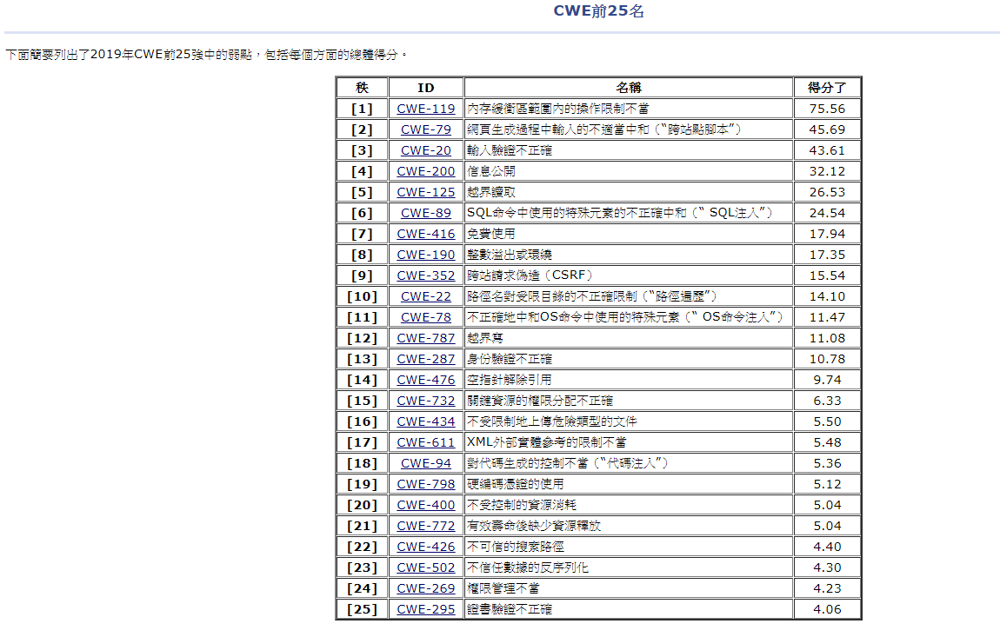 CWE前25名
下面簡要列出了2019年CWE前25強中的弱點，包括每個方面的總體得分。
秩 ID 名稱 得分了
[1] CWE-119 內存緩衝區範圍內的操作限制不當 75.56
[2] CWE-79 網頁生成過程中輸入的不適當中和（“跨站點腳本”） 45.69
[3] CWE-20 輸入驗證不正確 43.61
[4] CWE-200 信息公開 32.12
[5] CWE-125 越界讀取 26.53
[6] CWE-89 SQL命令中使用的特殊元素的不正確中和（“ SQL注入”） 24.54
[7] CWE-416 免費使用 17.94
[8] CWE-190 整數溢出或環繞 17.35
[9] CWE-352 跨站請求偽造（CSRF） 15.54
[10] CWE-22 路徑名對受限目錄的不正確限制（“路徑遍歷”） 14.10
[11] CWE-78 不正確地中和OS命令中使用的特殊元素（“ OS命令注入”） 11.47
[12] CWE-787 越界寫 11.08
[13] CWE-287 身份驗證不正確 10.78
[14] CWE-476 空指針解除引用 9.74
[15] CWE-732 關鍵資源的權限分配不正確 6.33
[16] CWE-434 不受限制地上傳危險類型的文件 5.50
[17] CWE-611 XML外部實體參考的限制不當 5.48
[18] CWE-94 對代碼生成的控制不當（“代碼注入”） 5.36
[19] CWE-798 硬編碼憑證的使用 5.12
[20] CWE-400 不受控制的資源消耗 5.04
[21] CWE-772 有效壽命後缺少資源釋放 5.04
[22] CWE-426 不可信的搜索路徑 4.40
[23] CWE-502 不信任數據的反序列化 4.30
[24] CWE-269 權限管理不當 4.23
[25] CWE-295 證書驗證不正確 4.06